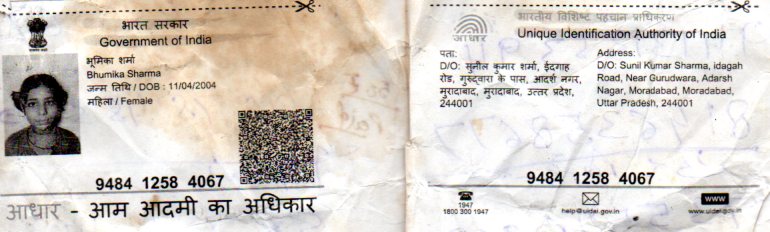 भारत सरकार
Government of India
भूमिका शर्मा
Bhumika Sharma
जन्म तिथि / DOB : 11/04/2004
महिला / Female
9484 1258 4067
आधार - आम आदमी का अधिकार
भारतीय विशिष्ट पहचान प्राधिकरण
Unique Identification Authority of India
आधार
पता:
D/O: सुनील कुमार शर्मा, ईदगाह
रोड, गुरुद्वारा के पास, आदर्श नगर,
मुरादाबाद, मुरादाबाद, उत्तर प्रदेश,
244001
Address:
D/O: Sunil Kumar Sharma, idagah
Road, Near Gurudwara, Adarsh
Nagar, Moradabad, Moradabad,
Uttar Pradesh, 244001
9484 1258 4067
1947
1800 300 1947
help@uidai.gov.in
www
www.uidai.gov.in